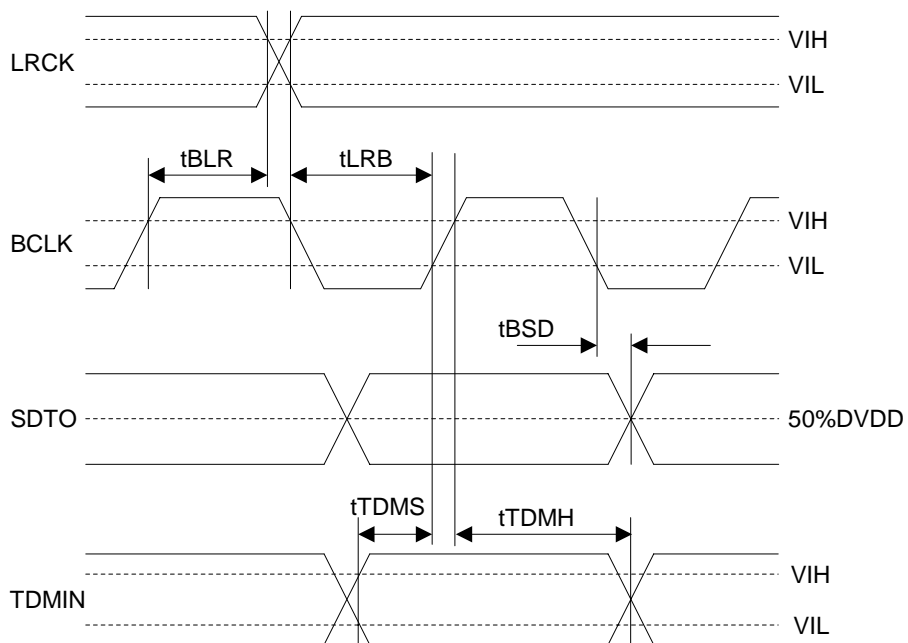 VIH
LRCK
VIL
tBLR
tLRB
VIH
BCLK
VIL
tBSD
SDTO
50%DVDD
tTDMS
tTDMH
VIH
TDMIN
VIL